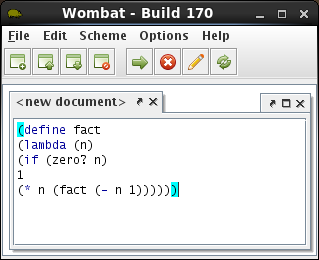 Wombat - Build 170
File Edit Scheme Options Help
<new document>
(define fact
(lambda (n)
(if (zero? n)
1
(* n (fact (- n 1)))))